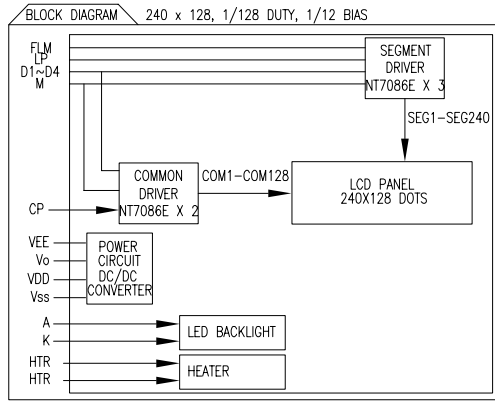 BLOCK DIAGRAM 240 x 128, 1/128 DUTY, 1/12 BIAS
FLM
LP
D1~D4
M
SEGMENT
DRIVER
NT7086E X 3
SEG1-SEG240
COMMON
DRIVER
NT7086E X 2
COM1-COM128
LCD PANEL
240X128 DOTS
CP
VEE
Vo
VDD
Vss
POWER
CIRCUIT
DC/DC
CONVERTER
A
K
LED BACKLIGHT
HTR
HTR
HEATER